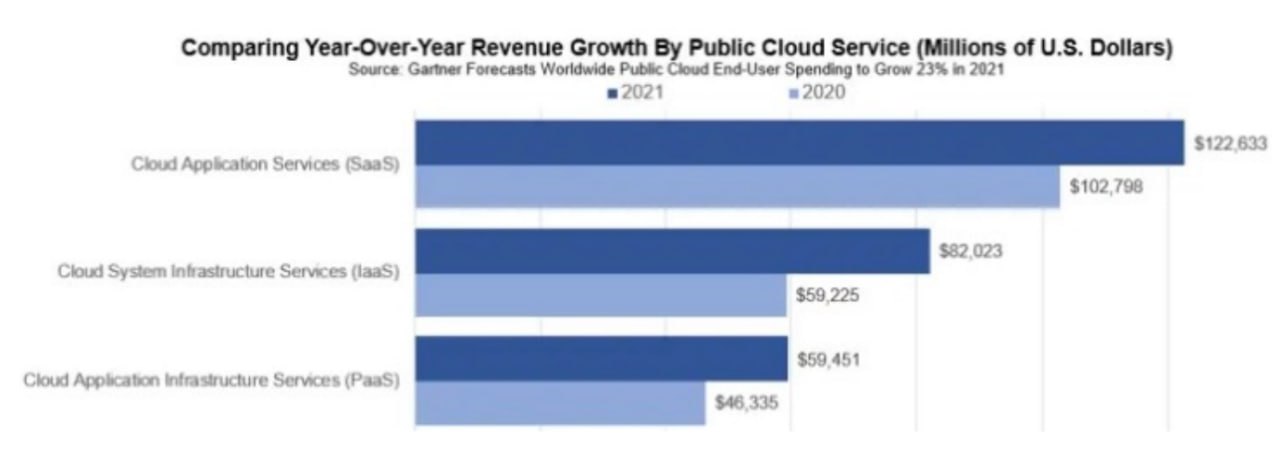 Comparing Year-Over-Year Revenue Growth By Public Cloud Service (Millions of U.S. Dollars)
Source: Gartner Forecasts Worldwide Public Cloud End-User Spending to Grow 23% in 2021
2021 2020
Cloud Application Services (SaaS)
$122,633
$102,798
Cloud System Infrastructure Services (IaaS)
$82,023
$59,225
Cloud Application Infrastructure Services (PaaS)
$59,451
$46,335